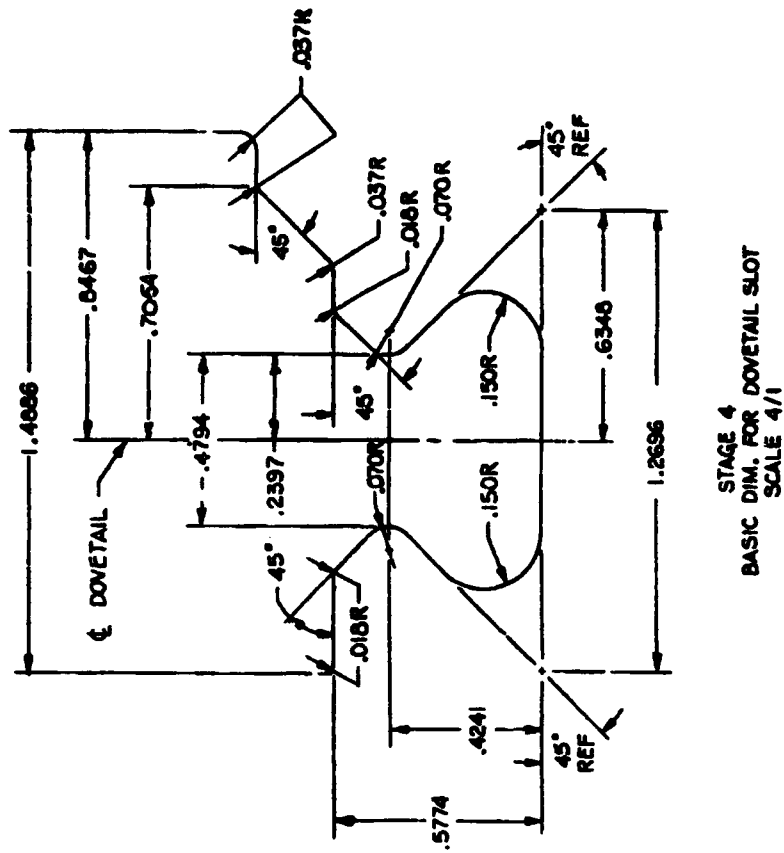 1.4886
.8467
.7064
.037R
℄ DOVETAIL
.4794
.2397
45°
.037R
.018R
.070R
45°
.018R
.070R
45°
.150R
.150R
45°
REF
45°
REF
.4241
.5774
.6348
1.2696
STAGE 4
BASIC DIM. FOR DOVETAIL SLOT
SCALE 4/1